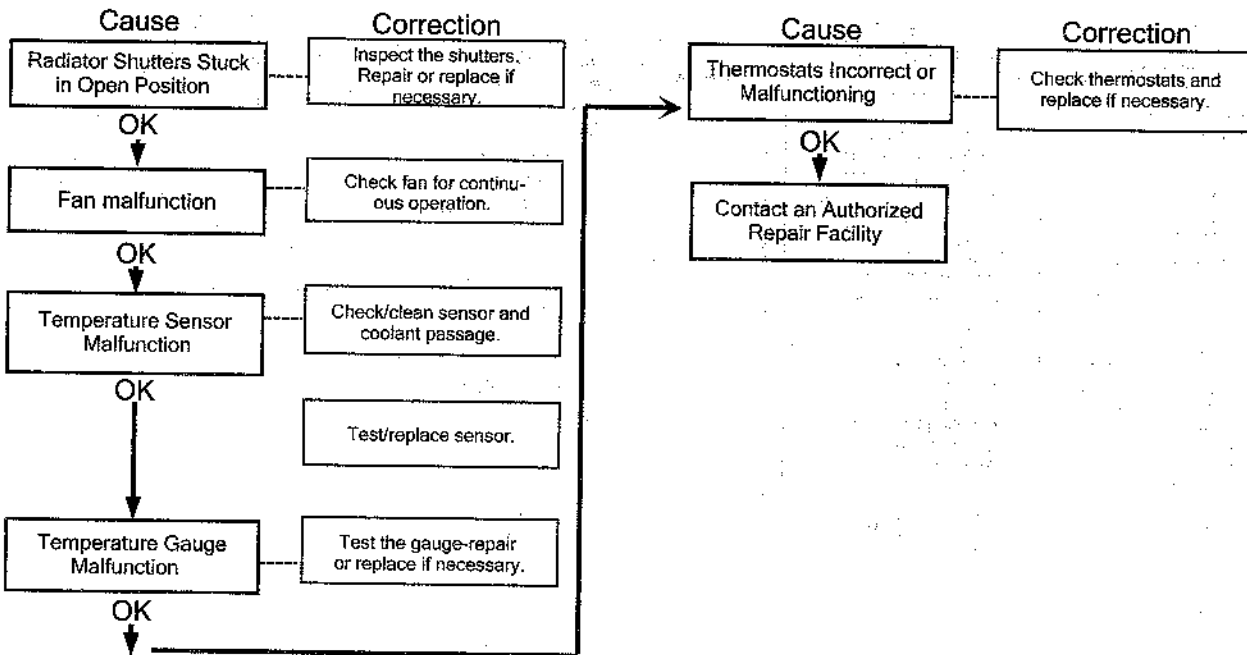 Cause
Correction
Radiator Shutters Stuck
in Open Position
Inspect the shutters.
Repair or replace if
necessary.
OK
Fan malfunction
Check fan for continu-
ous operation.
OK
Temperature Sensor
Malfunction
Check/clean sensor and
coolant passage.
OK
Test/replace sensor.
Temperature Gauge
Malfunction
Test the gauge-repair
or replace if necessary.
OK
Cause
Correction
Thermostats Incorrect or
Malfunctioning
Check thermostats and
replace if necessary.
OK
Contact an Authorized
Repair Facility